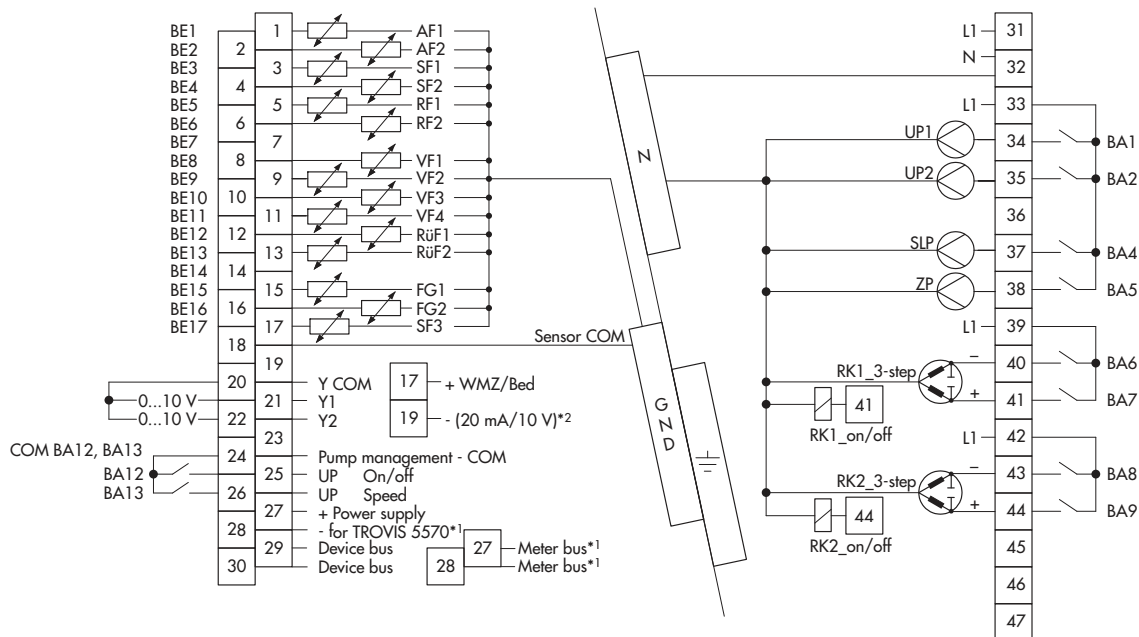 BE1 1 AF1
BE2 2 AF2
BE3 3 SF1
BE4 4 SF2
BE5 5 RF1
BE6 6 RF2
BE7 7
BE8 8 VF1
BE9 9 VF2
BE10 10 VF3
BE11 11 VF4
BE12 12 RüF1
BE13 13 RüF2
BE14 14
BE15 15 FG1
BE16 16 FG2
BE17 17 SF3
18 Sensor COM
19
20 Y COM
0...10 V 21 Y1
0...10 V 22 Y2
17 + WMZ/Bed
19 - (20 mA/10 V)*2
23
COM BA12, BA13
24 Pump management - COM
BA12 25 UP On/off
BA13 26 UP Speed
27 + Power supply
28 - for TROVIS 5570*1
29 Device bus
30 Device bus
27 Meter bus*1
28 Meter bus*1
N
GND
L1 31
N 32
L1 33
UP1 34 BA1
UP2 35 BA2
36
SLP 37 BA4
ZP 38 BA5
L1 39
RK1_3-step − 40 BA6
+ 41 BA7
41
RK1_on/off
L1 42
RK2_3-step − 43 BA8
+ 44 BA9
44
RK2_on/off
45
46
47